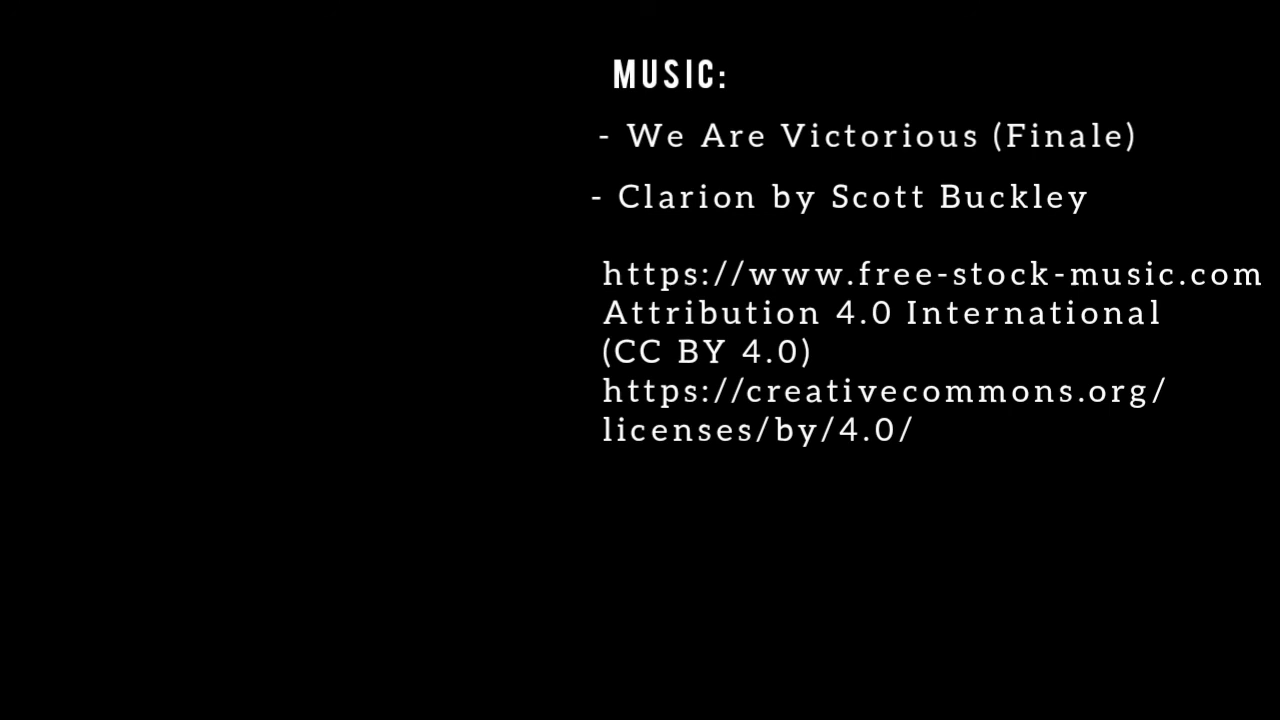 MUSIC:
- We Are Victorious (Finale)
- Clarion by Scott Buckley
https://www.free-stock-music.com
Attribution 4.0 International
(CC BY 4.0)
https://creativecommons.org/
licenses/by/4.0/